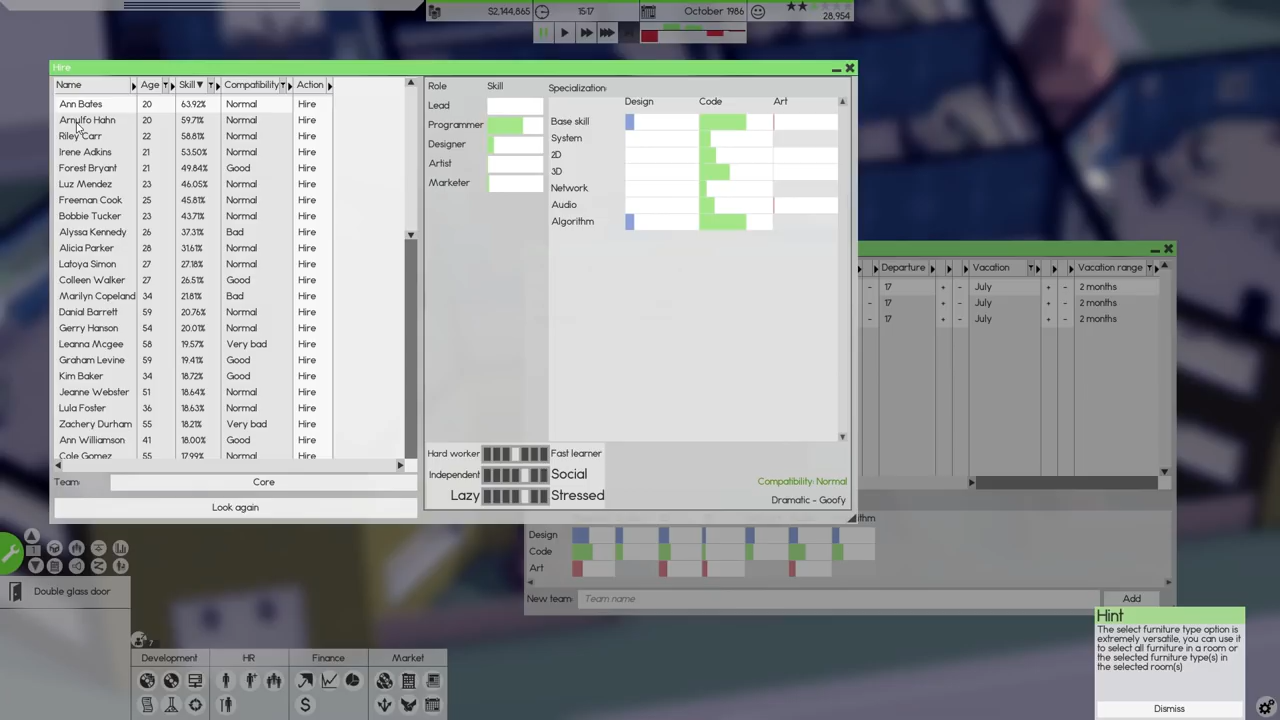 $2,144,865
15:17
October 1986
28,954
Hire
Name Age Skill Compatibility Action
Ann Bates 20 63.92% Normal Hire
Arnulfo Hahn 20 59.71% Normal Hire
Riley Carr 22 58.81% Normal Hire
Irene Adkins 21 53.50% Normal Hire
Forest Bryant 21 49.84% Good Hire
Luz Mendez 23 46.05% Normal Hire
Freeman Cook 25 45.81% Normal Hire
Bobbie Tucker 23 43.71% Normal Hire
Alyssa Kennedy 26 37.31% Bad Hire
Alicia Parker 28 31.61% Normal Hire
Latoya Simon 27 27.18% Normal Hire
Colleen Walker 27 26.51% Good Hire
Marilyn Copeland 34 21.81% Bad Hire
Danial Barrett 59 20.76% Normal Hire
Gerry Hanson 54 20.01% Normal Hire
Leanna Mcgee 58 19.57% Very bad Hire
Graham Levine 59 19.41% Good Hire
Kim Baker 34 18.72% Good Hire
Jeanne Webster 51 18.64% Normal Hire
Lula Foster 36 18.63% Normal Hire
Zachery Durham 55 18.21% Very bad Hire
Ann Williamson 41 18.00% Good Hire
Cole Gomez 55 17.99% Normal Hire
Team: Core
Look again
Role Skill
Lead
Programmer
Designer
Artist
Marketer
Specialization
Design Code Art
Base skill
System
2D
3D
Network
Audio
Algorithm
Hard worker Fast learner
Independent Social
Lazy Stressed
Compatibility: Normal
Dramatic - Goofy
Departure Vacation Vacation range
17 + - July + - 2 months
17 + - July + - 2 months
17 + - July + - 2 months
Design
Code
Art
New team: Team name Add
Double glass door
Development HR Finance Market
Hint
The select furniture type option is
extremely versatile, you can use it
to select all furniture in a room or
the selected furniture type(s) in
the selected room(s)
Dismiss